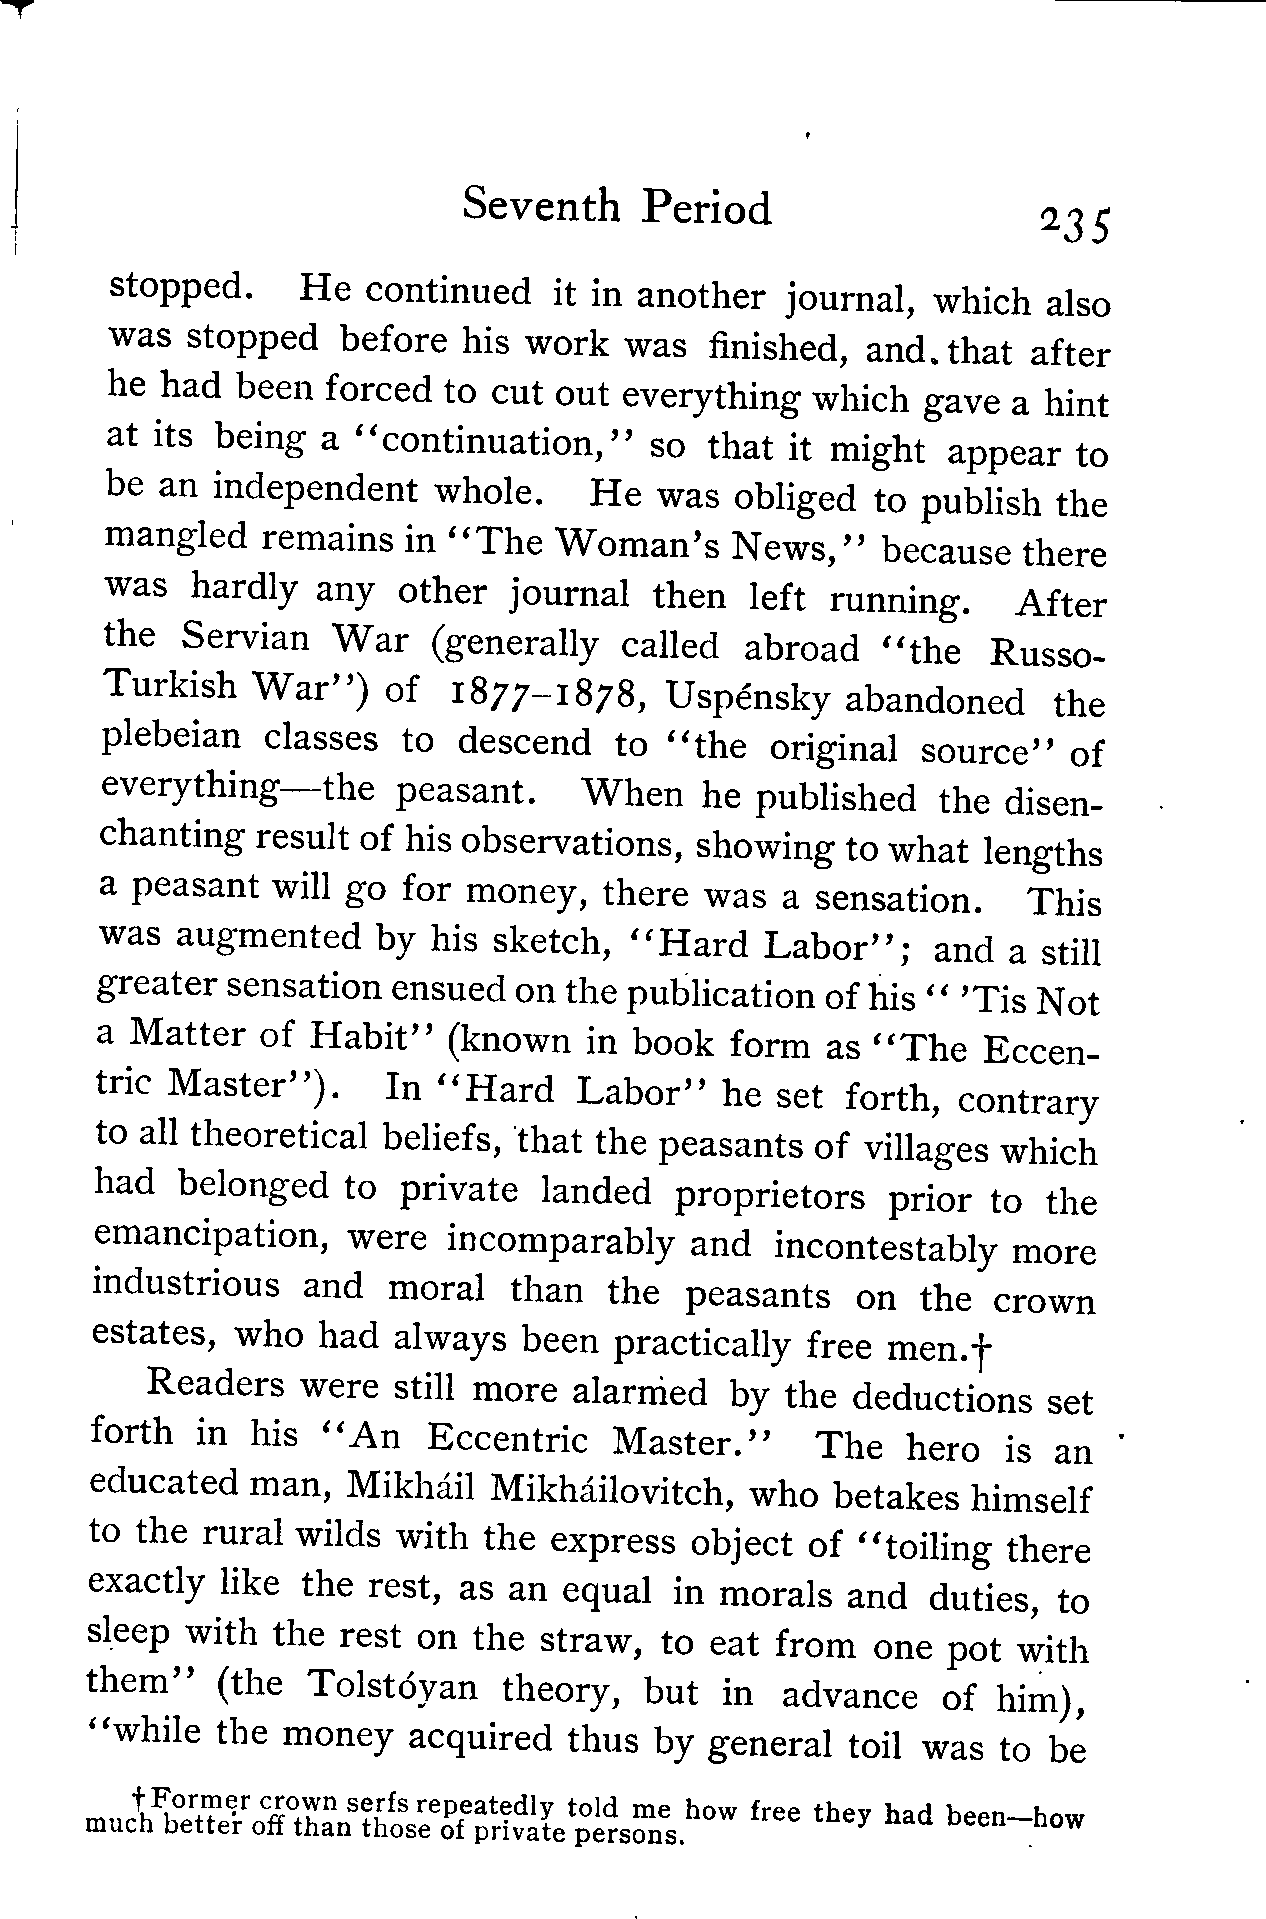 Seventh Period 235
stopped. He continued it in another journal, which also
was stopped before his work was finished, and that after
he had been forced to cut out everything which gave a hint
at its being a “continuation,” so that it might appear to
be an independent whole. He was obliged to publish the
mangled remains in “The Woman’s News,” because there
was hardly any other journal then left running. After
the Servian War (generally called abroad “the Russo-
Turkish War”) of 1877–1878, Uspénsky abandoned the
plebeian classes to descend to “the original source” of
everything—the peasant. When he published the disen-
chanting result of his observations, showing to what lengths
a peasant will go for money, there was a sensation. This
was augmented by his sketch, “Hard Labor”; and a still
greater sensation ensued on the publication of his “ ’Tis Not
a Matter of Habit” (known in book form as “The Eccen-
tric Master”). In “Hard Labor” he set forth, contrary
to all theoretical beliefs, that the peasants of villages which
had belonged to private landed proprietors prior to the
emancipation, were incomparably and incontestably more
industrious and moral than the peasants on the crown
estates, who had always been practically free men.†
Readers were still more alarmed by the deductions set
forth in his “An Eccentric Master.” The hero is an
educated man, Mikháil Mikháilovitch, who betakes himself
to the rural wilds with the express object of “toiling there
exactly like the rest, as an equal in morals and duties, to
sleep with the rest on the straw, to eat from one pot with
them” (the Tolstóyan theory, but in advance of him),
“while the money acquired thus by general toil was to be
†Former crown serfs repeatedly told me how free they had been—how
much better off than those of private persons.